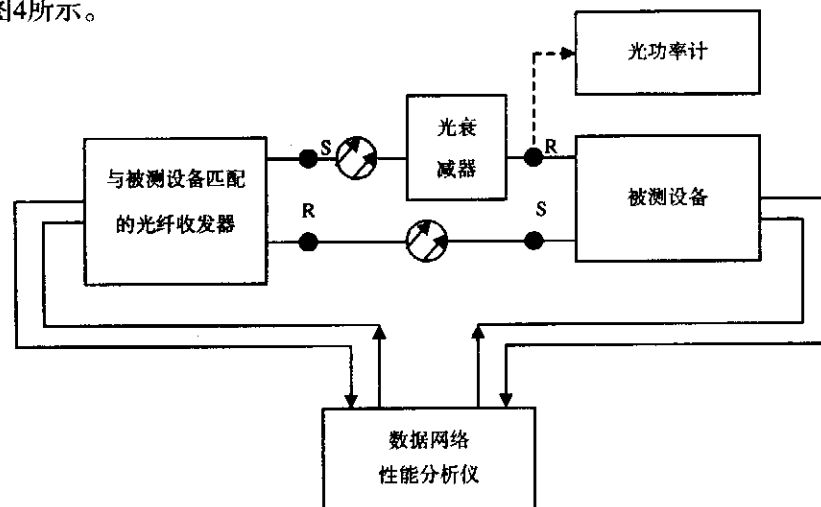 图4所示。
光功率计
光衰
减器
S
R
与被测设备匹配
的光纤收发器
被测设备
R
S
数据网络
性能分析仪